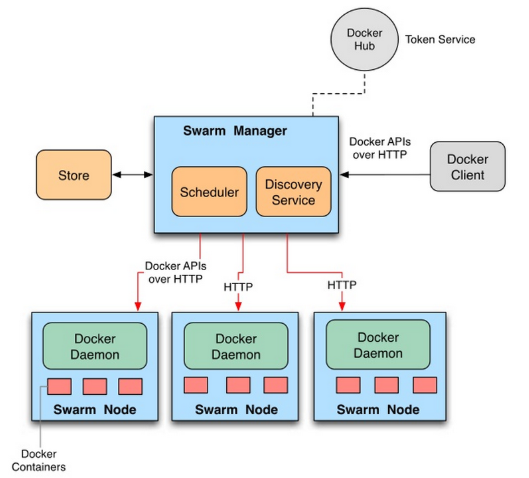 Docker
Hub
Token Service
Swarm Manager
Docker APIs
over HTTP
Store
Scheduler
Discovery
Service
Docker
Client
Docker APIs
over HTTP
HTTP
HTTP
Docker
Daemon
Docker
Daemon
Docker
Daemon
Swarm Node
Swarm Node
Swarm Node
Docker
Containers